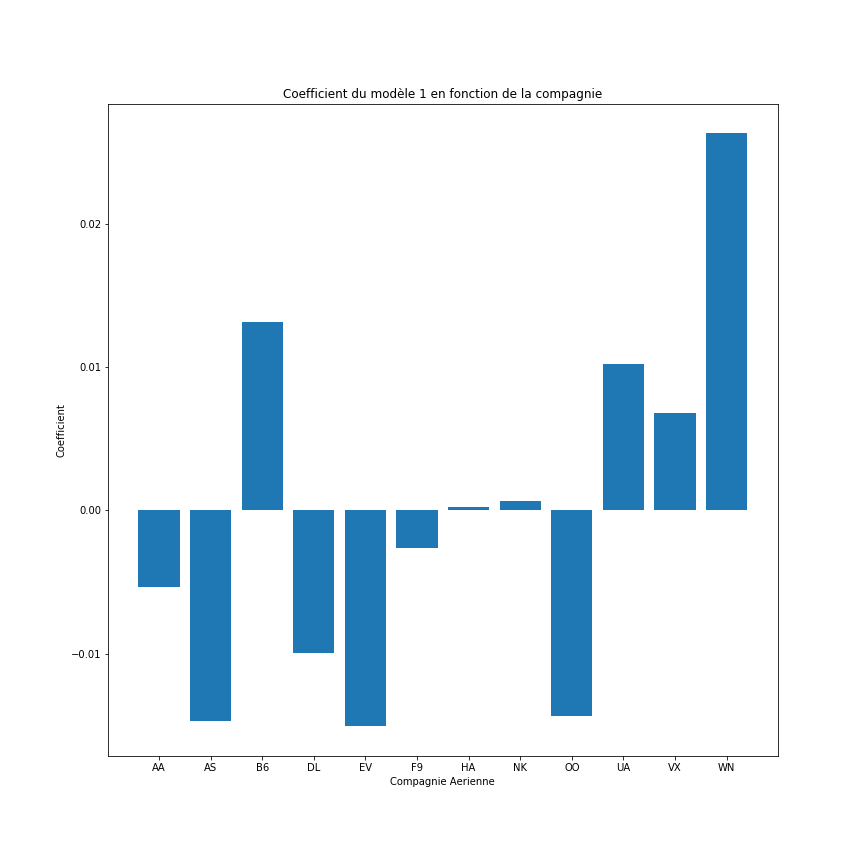 Coefficient du modèle 1 en fonction de la compagnie
0.02
0.01
0.00
−0.01
Coefficient
AA AS B6 DL EV F9 HA NK OO UA VX WN
Compagnie Aerienne